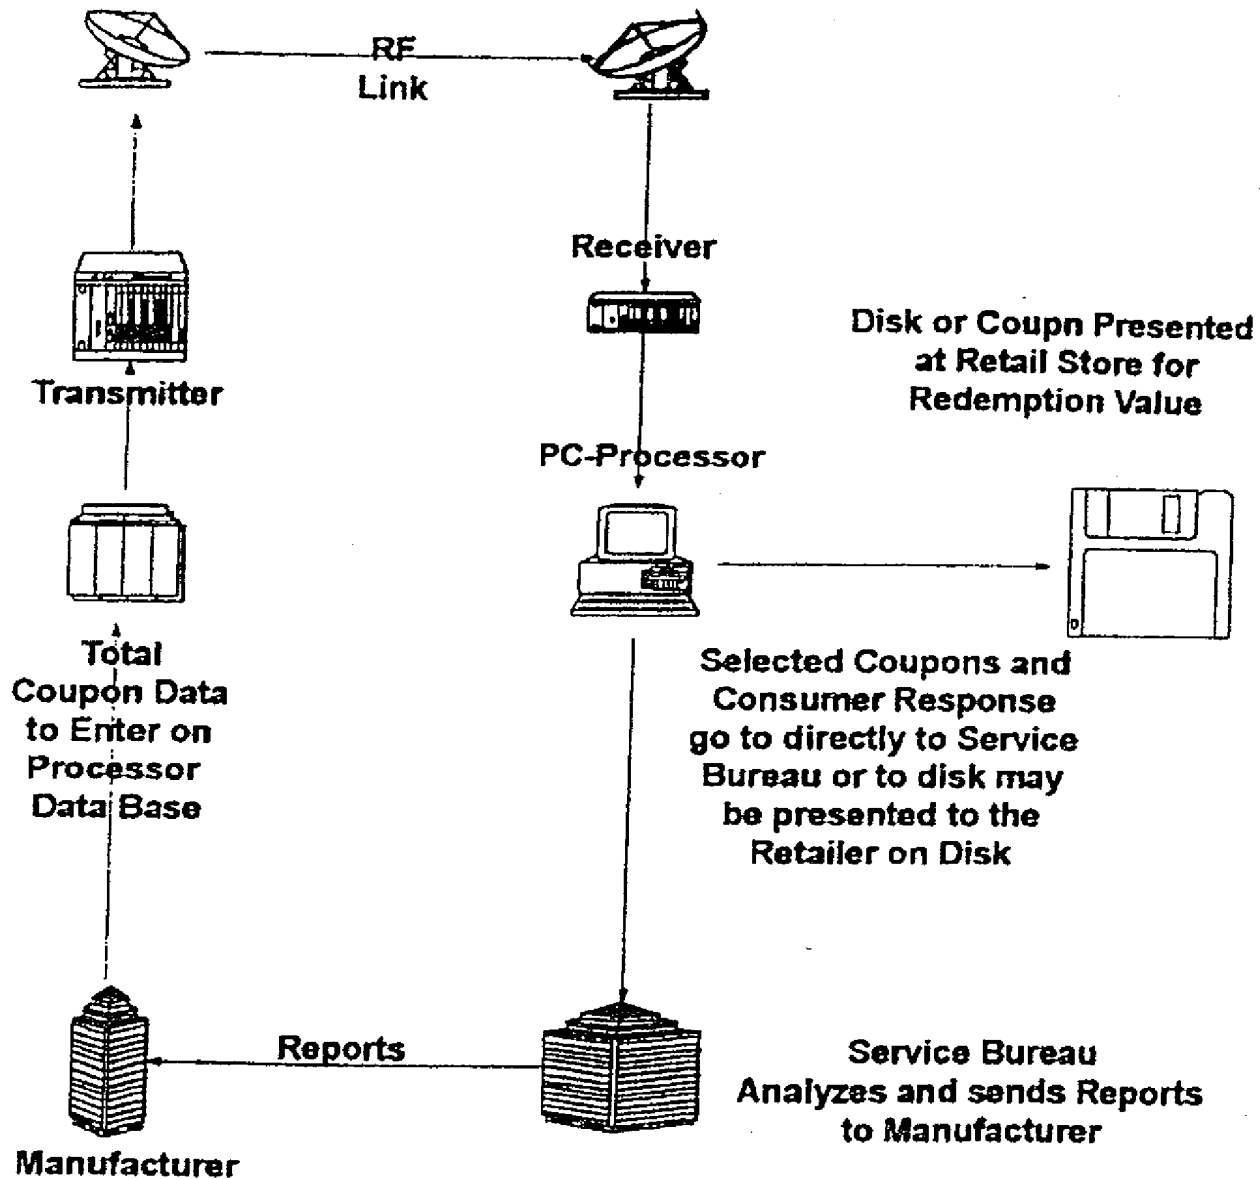 RF
Link
Receiver
Disk or Coupn Presented
at Retail Store for
Redemption Value
Transmitter
PC-Processor
Total
Coupon Data
to Enter on
Processor
Data Base
Selected Coupons and
Consumer Response
go to directly to Service
Bureau or to disk may
be presented to the
Retailer on Disk
Reports
Service Bureau
Analyzes and sends Reports
to Manufacturer
Manufacturer